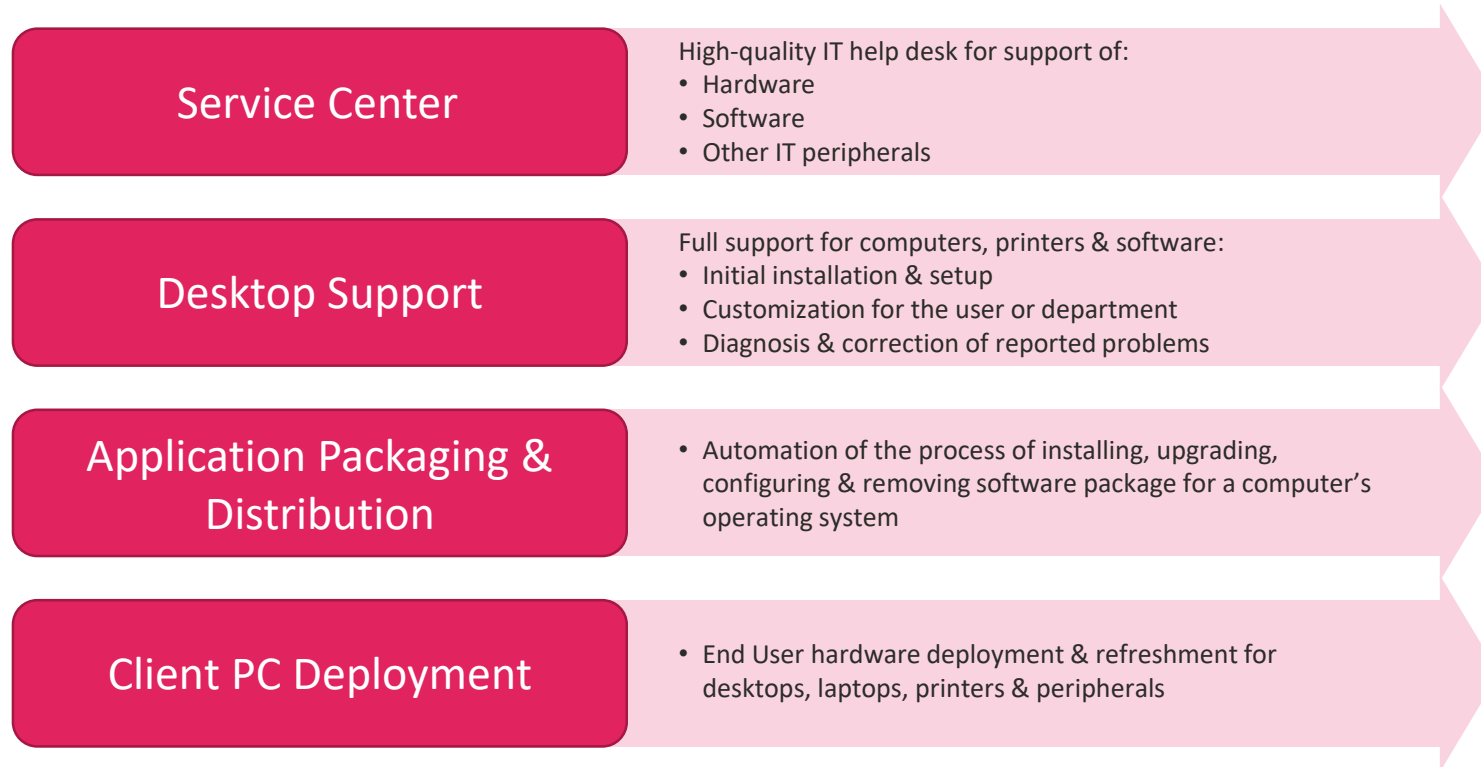 Service Center
High-quality IT help desk for support of:
• Hardware
• Software
• Other IT peripherals
Desktop Support
Full support for computers, printers & software:
• Initial installation & setup
• Customization for the user or department
• Diagnosis & correction of reported problems
Application Packaging &
Distribution
• Automation of the process of installing, upgrading,
configuring & removing software package for a computer’s
operating system
Client PC Deployment
• End User hardware deployment & refreshment for
desktops, laptops, printers & peripherals